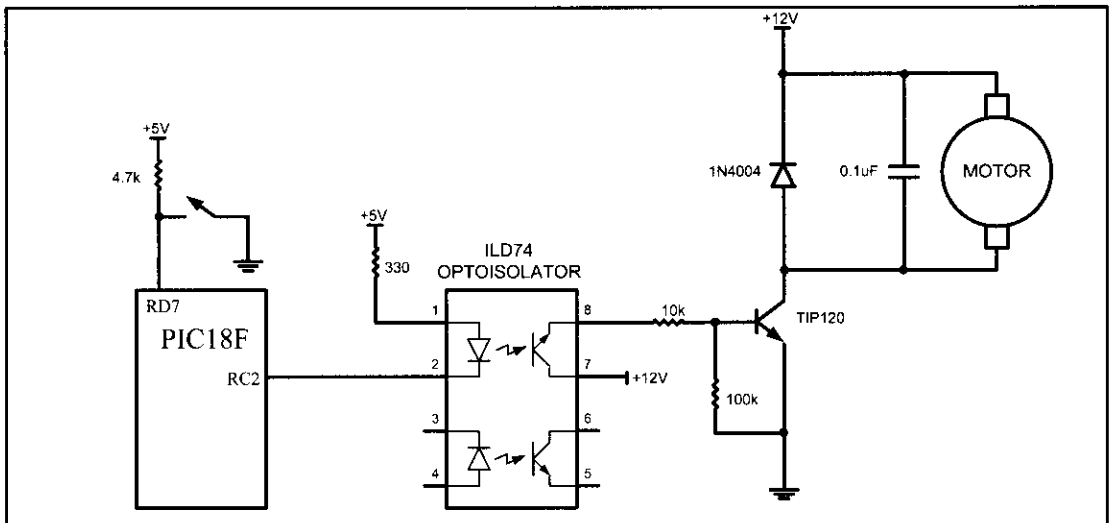 +12V
+5V
4.7k
1N4004
0.1uF
MOTOR
+5V
330
ILD74
OPTOISOLATOR
RD7
PIC18F
RC2
1
2
3
4
8
7
6
5
10k
+12V
100k
TIP120